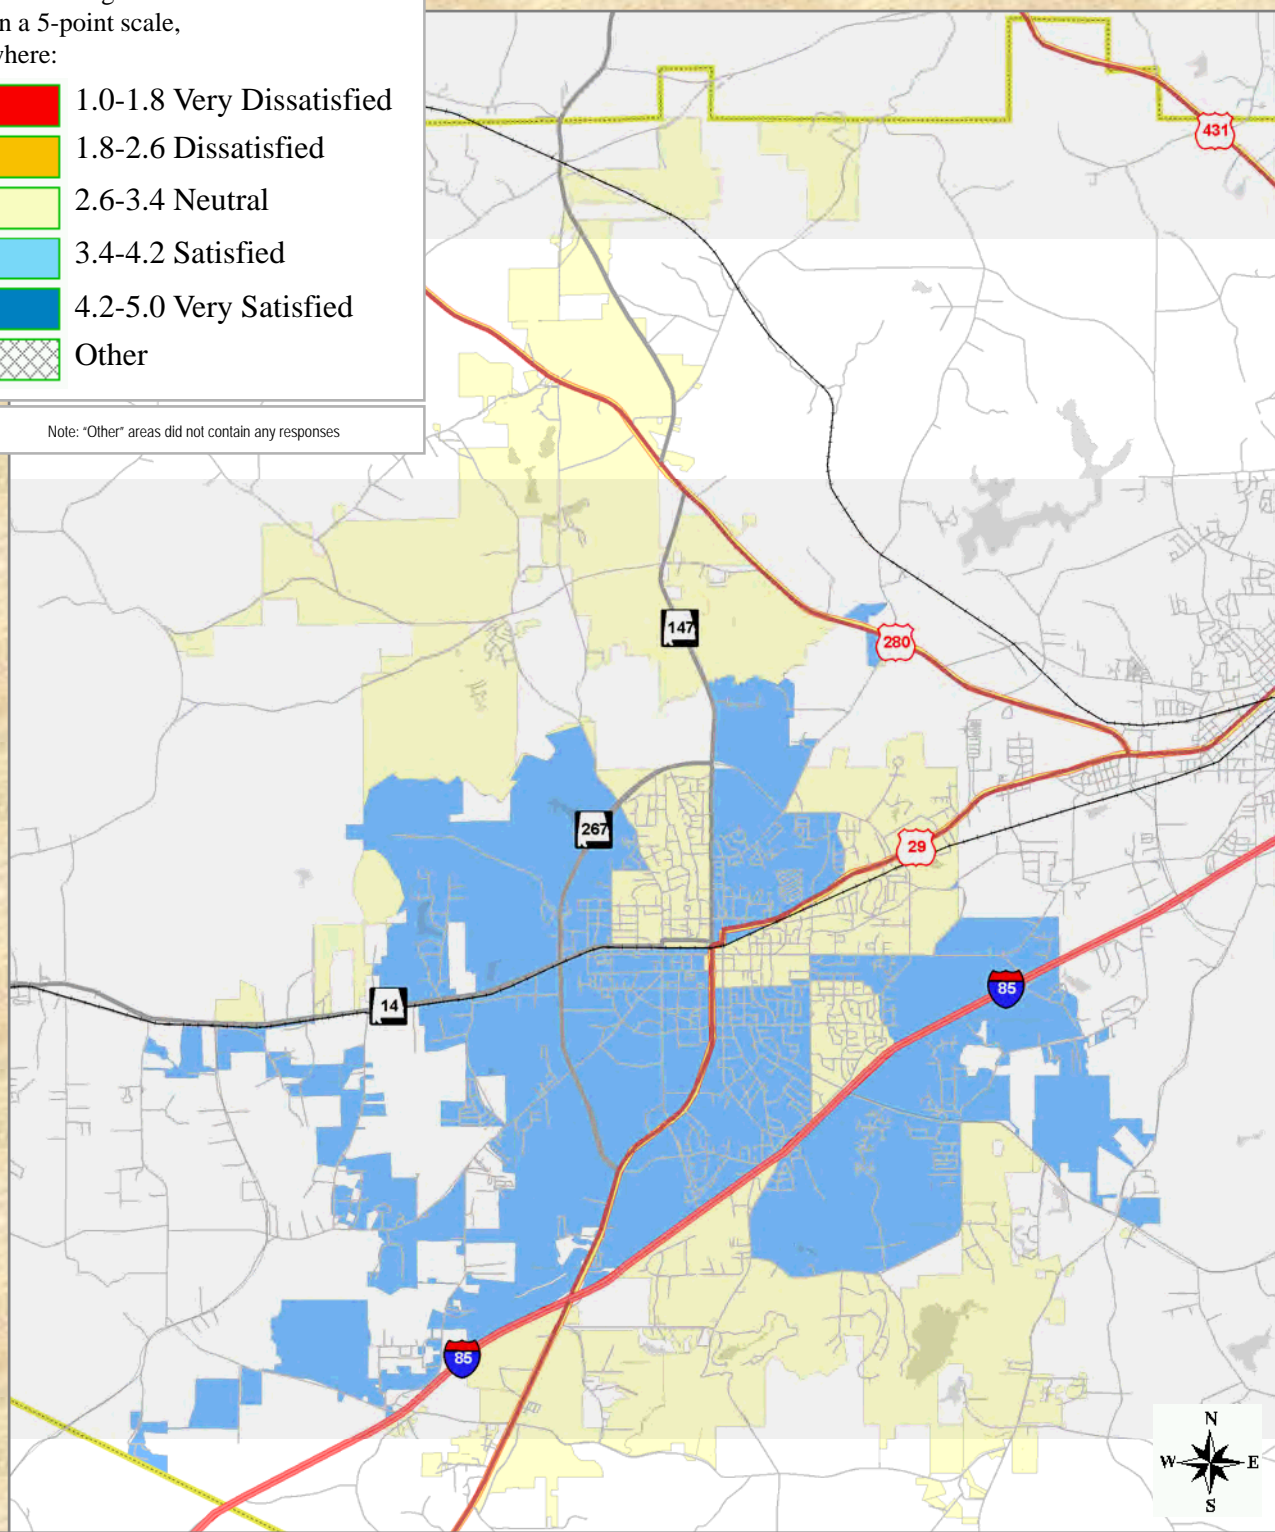 n a 5-point scale,
where:
1.0-1.8 Very Dissatisfied
1.8-2.6 Dissatisfied
2.6-3.4 Neutral
3.4-4.2 Satisfied
4.2-5.0 Very Satisfied
Other
Note: "Other" areas did not contain any responses
431
147
280
267
29
14
85
85
N
W E
S